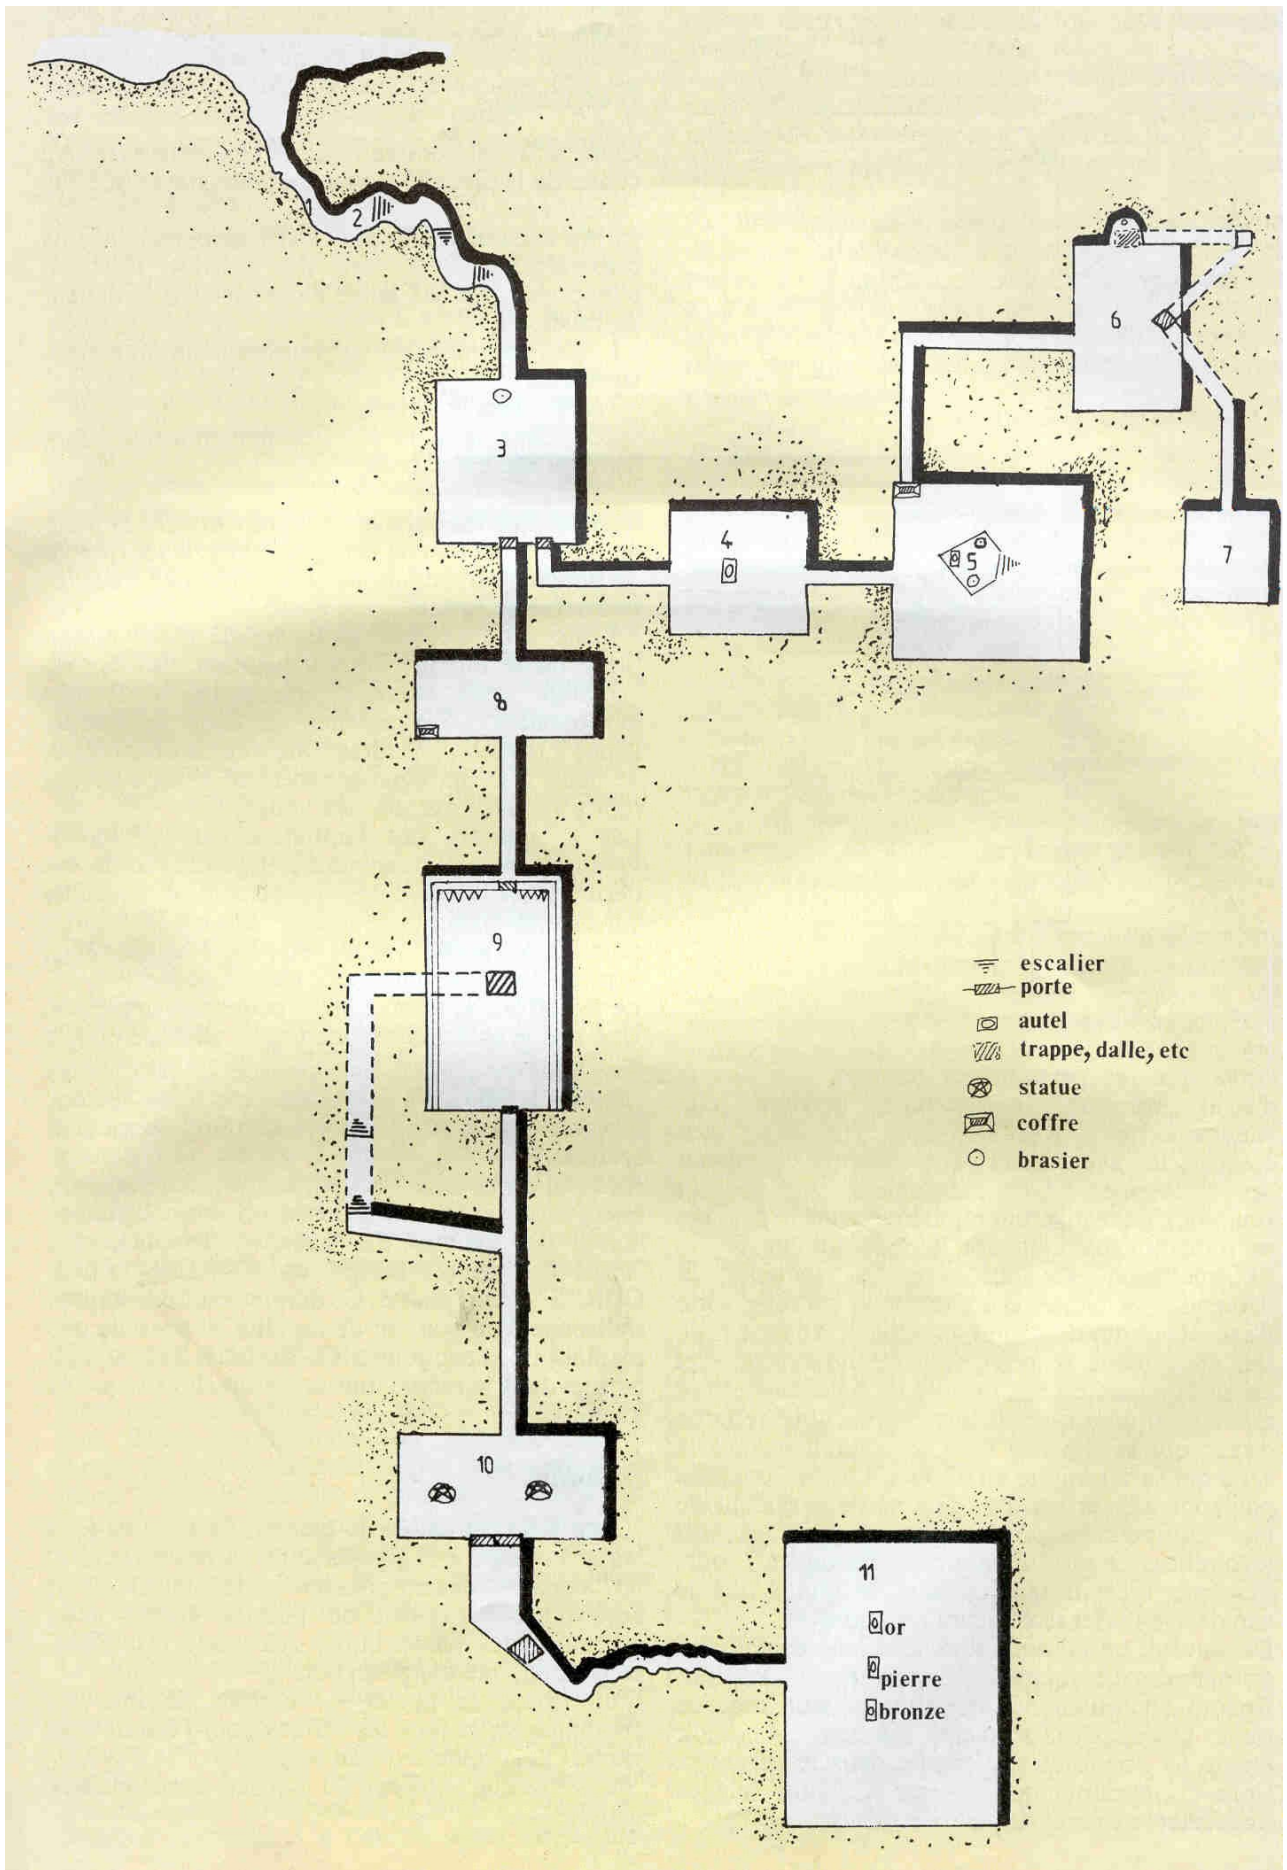 1
2
3
4
5
6
7
8
9
escalier
porte
autel
trappe, dalle, etc
statue
coffre
brasier
10
11
or
pierre
bronze